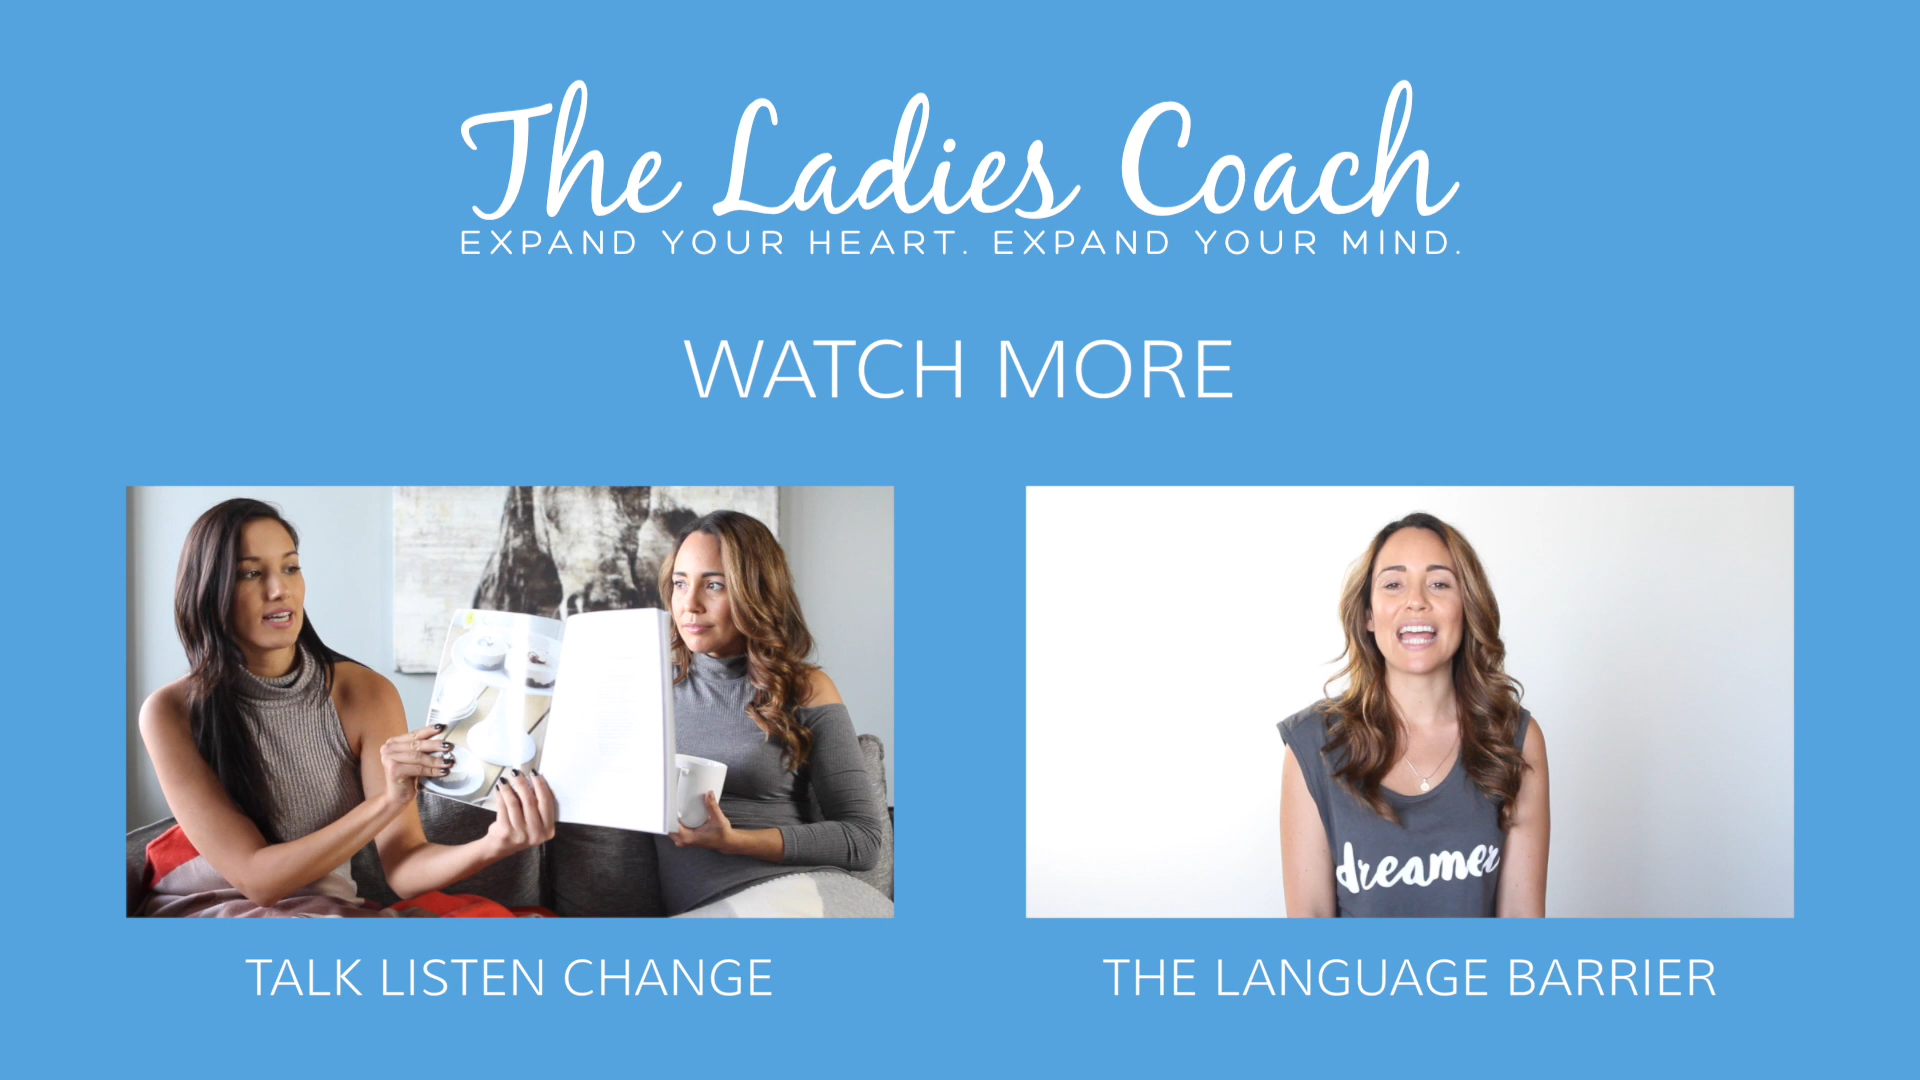 The Ladies Coach
EXPAND YOUR HEART. EXPAND YOUR MIND.
WATCH MORE
dreamer
TALK LISTEN CHANGE
THE LANGUAGE BARRIER